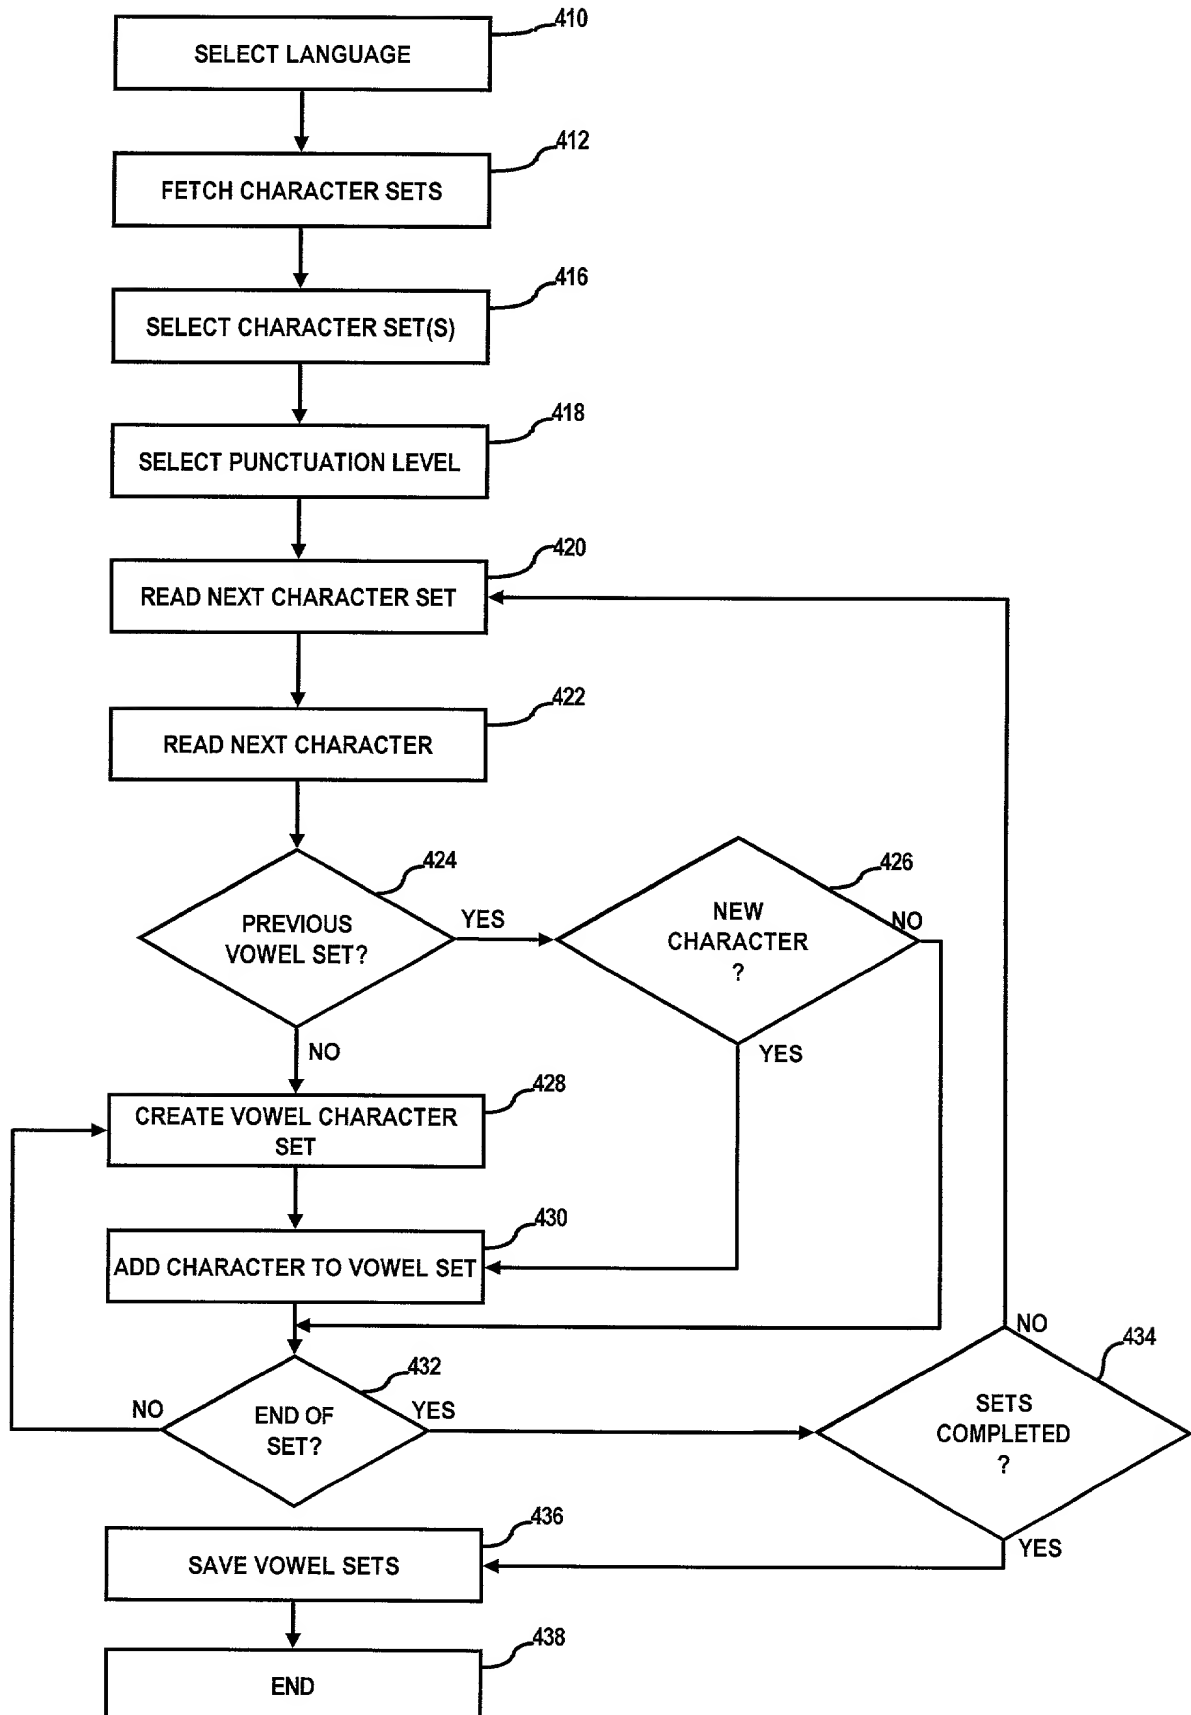 410
SELECT LANGUAGE
412
FETCH CHARACTER SETS
416
SELECT CHARACTER SET(S)
418
SELECT PUNCTUATION LEVEL
420
READ NEXT CHARACTER SET
422
READ NEXT CHARACTER
424
PREVIOUS
VOWEL SET?
YES
426
NEW
CHARACTER
?
NO
YES
NO
428
CREATE VOWEL CHARACTER
SET
430
ADD CHARACTER TO VOWEL SET
432
END OF
SET?
NO
YES
NO
434
SETS
COMPLETED
?
YES
436
SAVE VOWEL SETS
438
END